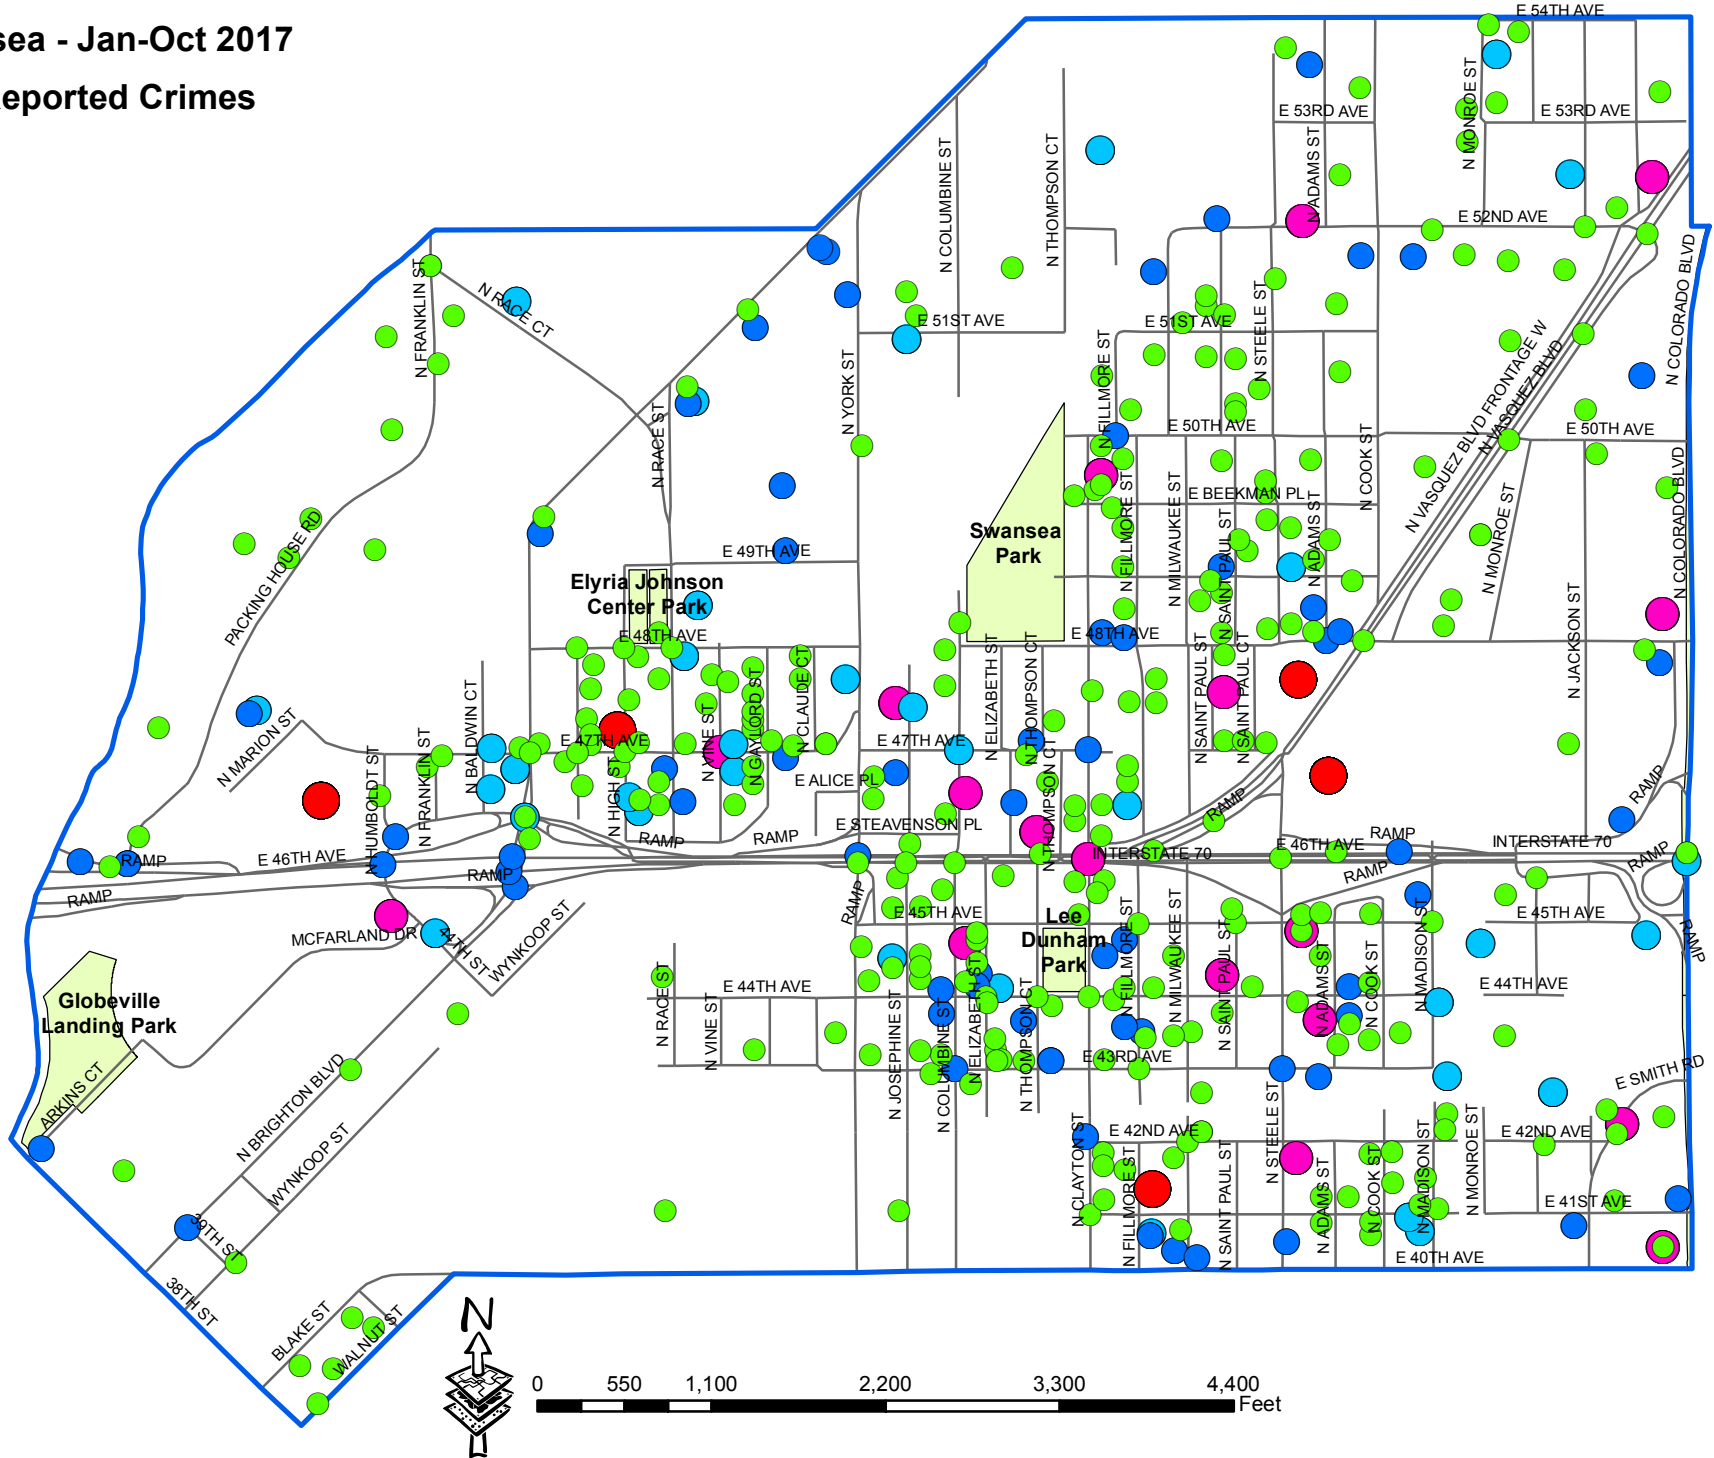 sea - Jan-Oct 2017
eported Crimes
E 54TH AVE
N MONROE ST
E 53RD AVE
E 53RD AVE
N ADAMS ST
N COLUMBINE ST
N THOMPSON CT
E 52ND AVE
N COLORADO BLVD
N FRANKLIN ST
N RACE CT
E 51ST AVE
E 51ST AVE
N STEELE ST
N FILLMORE ST
N YORK ST
N VASQUEZ BLVD FRONTAGE W
N VASQUEZ BLVD
N RACE ST
E 50TH AVE
E 50TH AVE
N COOK ST
E BEEKMAN PL
N COLORADO BLVD
N FILLMORE ST
N MILWAUKEE ST
N SAINT PAUL ST
N ADAMS ST
N MONROE ST
Swansea
Park
PACKING HOUSE RD
E 49TH AVE
Elyria Johnson
Center Park
N JACKSON ST
E 48TH AVE
E 48TH AVE
N ELIZABETH ST
N THOMPSON CT
N SAINT PAUL ST
N SAINT PAUL CT
N CLAUDE CT
N GAYLORD ST
N VINE ST
N BALDWIN CT
N MARION ST
E 47TH AVE
E 47TH AVE
N HUMBOLDT ST
N FRANKLIN ST
N HIGH ST
E ALICE PL
N THOMPSON CT
RAMP
RAMP
E STEAVENSON PL
RAMP
RAMP
RAMP
INTERSTATE 70
INTERSTATE 70
E 46TH AVE
E 46TH AVE
RAMP
RAMP
RAMP
RAMP
RAMP
RAMP
RAMP
E 45TH AVE
E 45TH AVE
Lee
Dunham
Park
N FILLMORE ST
N MILWAUKEE ST
N SAINT PAUL ST
N ADAMS ST
N COOK ST
N MADISON ST
MCFARLAND DR
44TH ST
WYNKOOP ST
E 44TH AVE
E 44TH AVE
N RACE ST
N VINE ST
N JOSEPHINE ST
N COLUMBINE ST
N ELIZABETH ST
N THOMPSON CT
Globeville
Landing Park
E 43RD AVE
E SMITH RD
ARKINS CT
N BRIGHTON BLVD
WYNKOOP ST
E 42ND AVE
E 42ND AVE
N CLAYTON ST
N FILLMORE ST
N SAINT PAUL ST
N STEELE ST
N ADAMS ST
N COOK ST
N MADISON ST
N MONROE ST
E 41ST AVE
E 40TH AVE
39TH ST
38TH ST
BLAKE ST
WALNUT ST
N
0 550 1,100 2,200 3,300 4,400
Feet